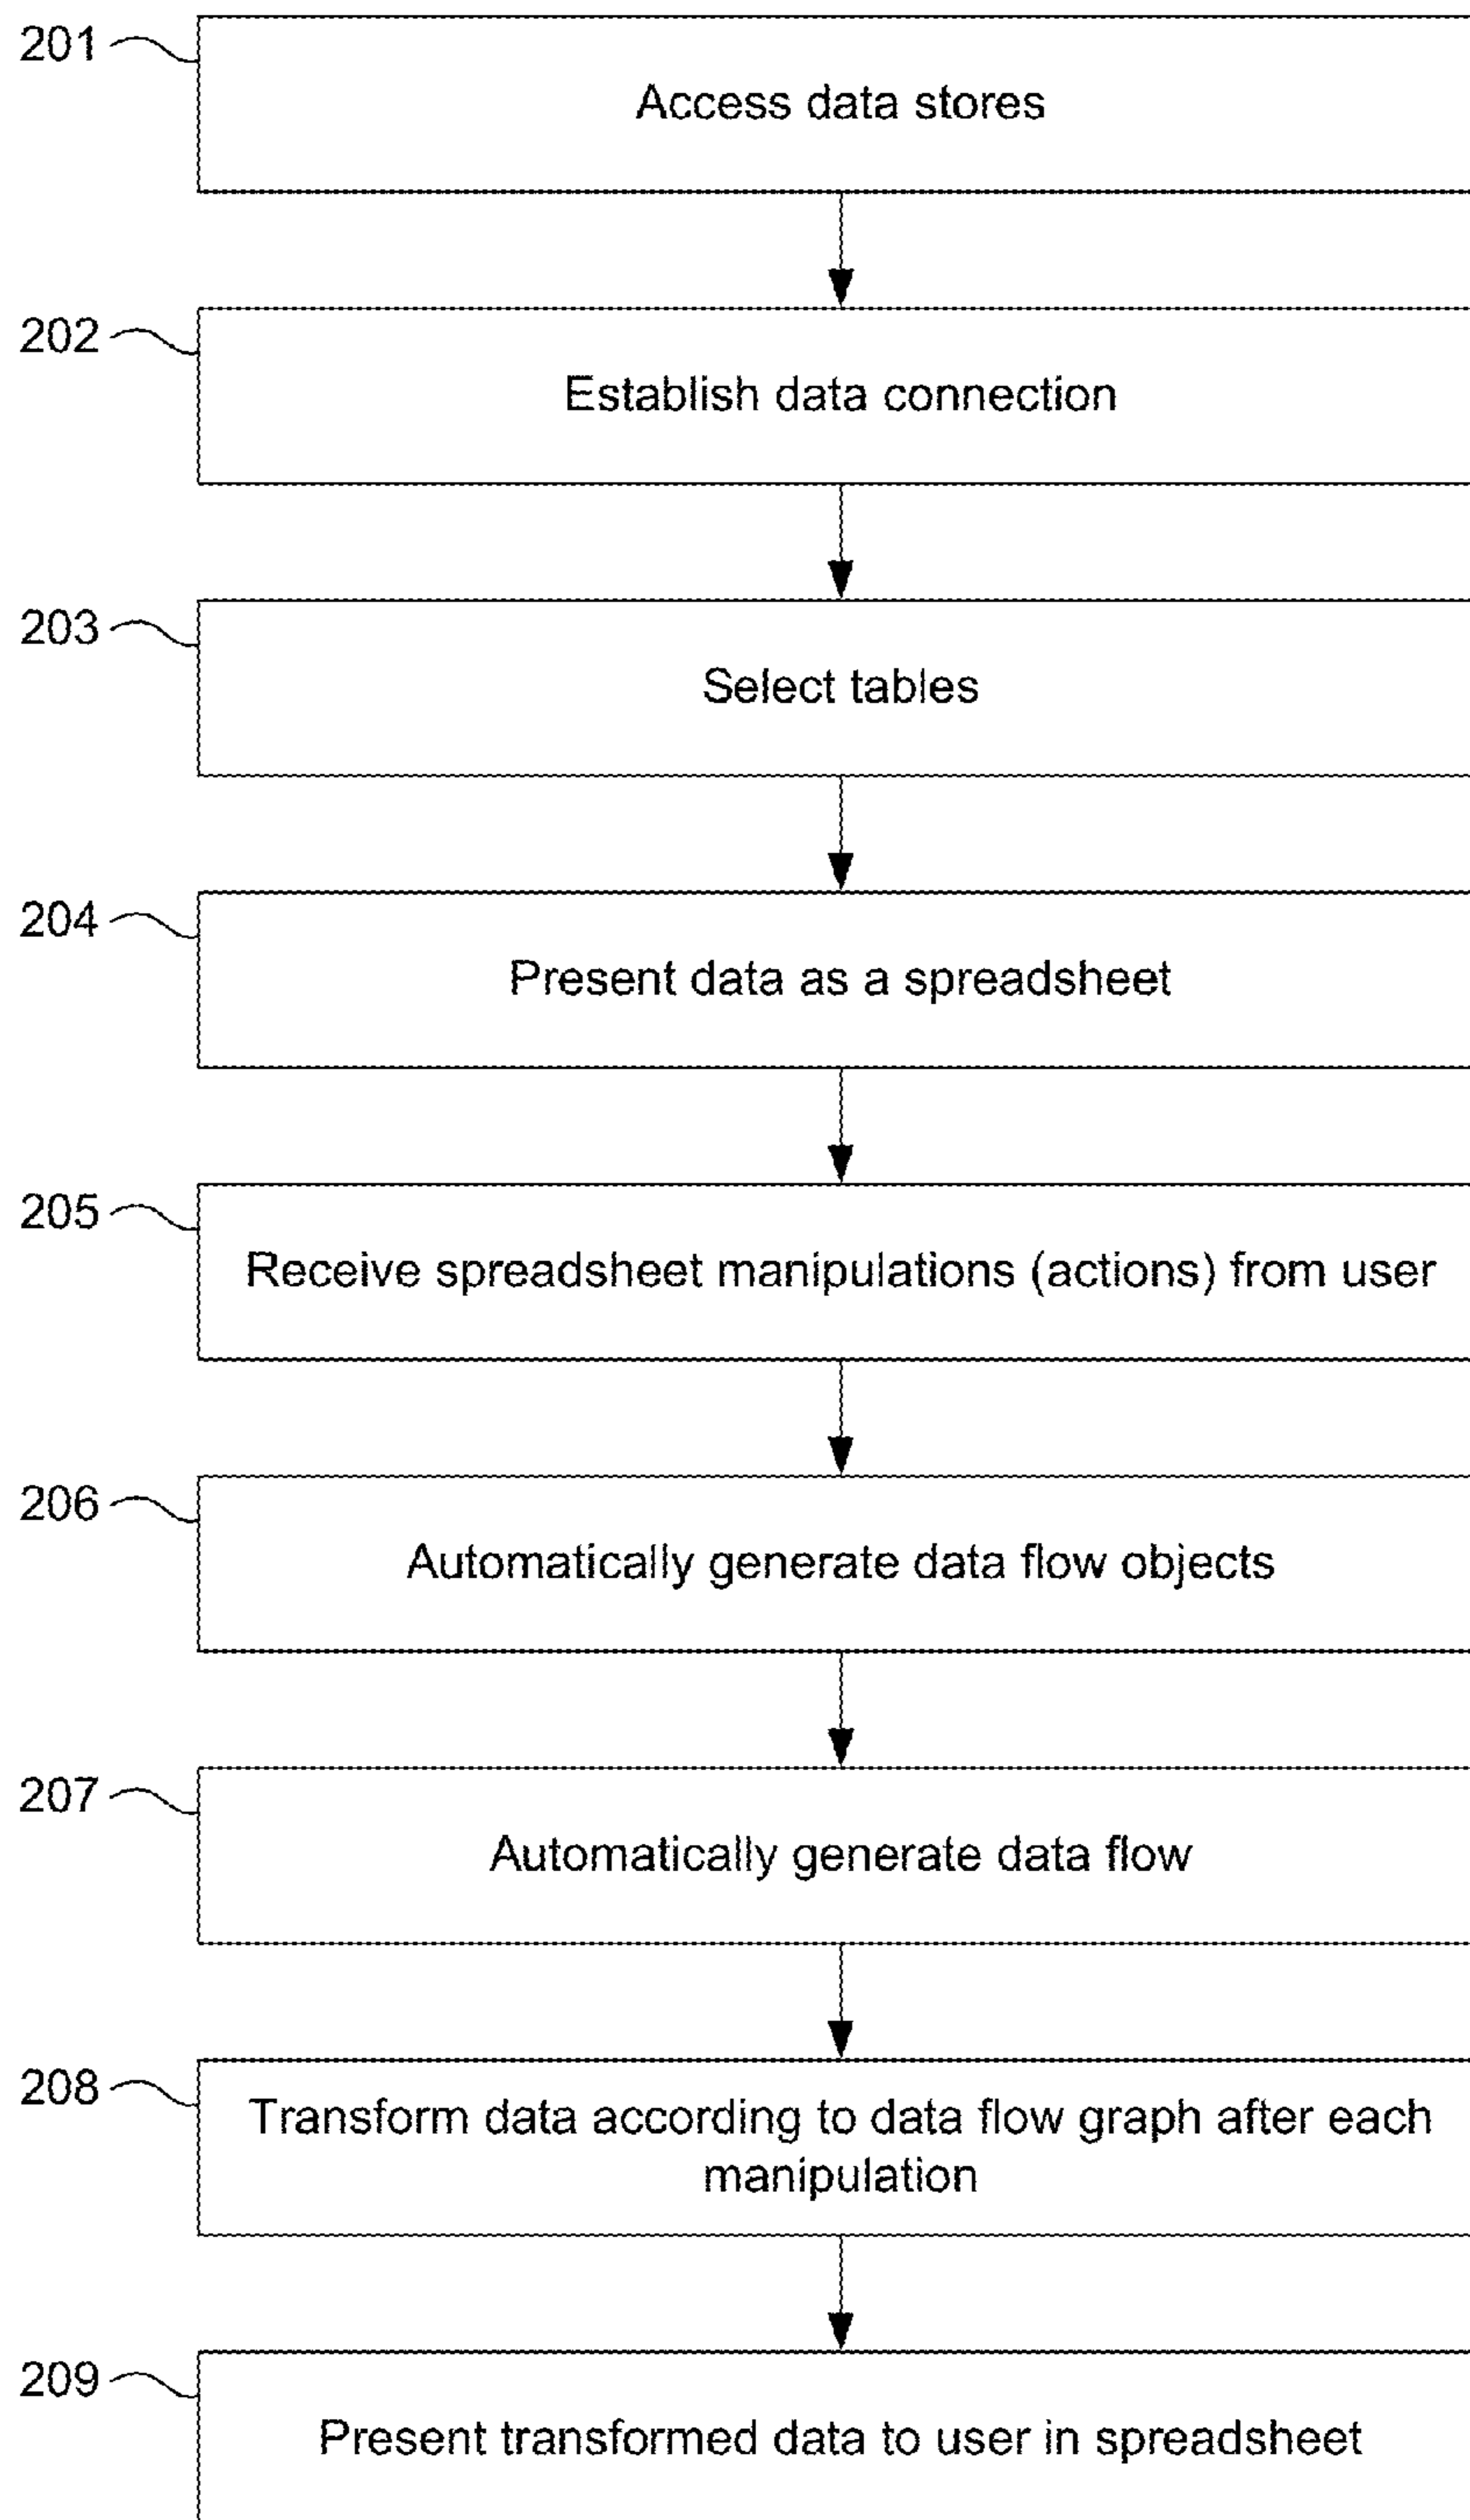 201
Access data stores
202
Establish data connection
203
Select tables
204
Present data as a spreadsheet
205
Receive spreadsheet manipulations (actions) from user
206
Automatically generate data flow objects
207
Automatically generate data flow
208
Transform data according to data flow graph after each
manipulation
209
Present transformed data to user in spreadsheet